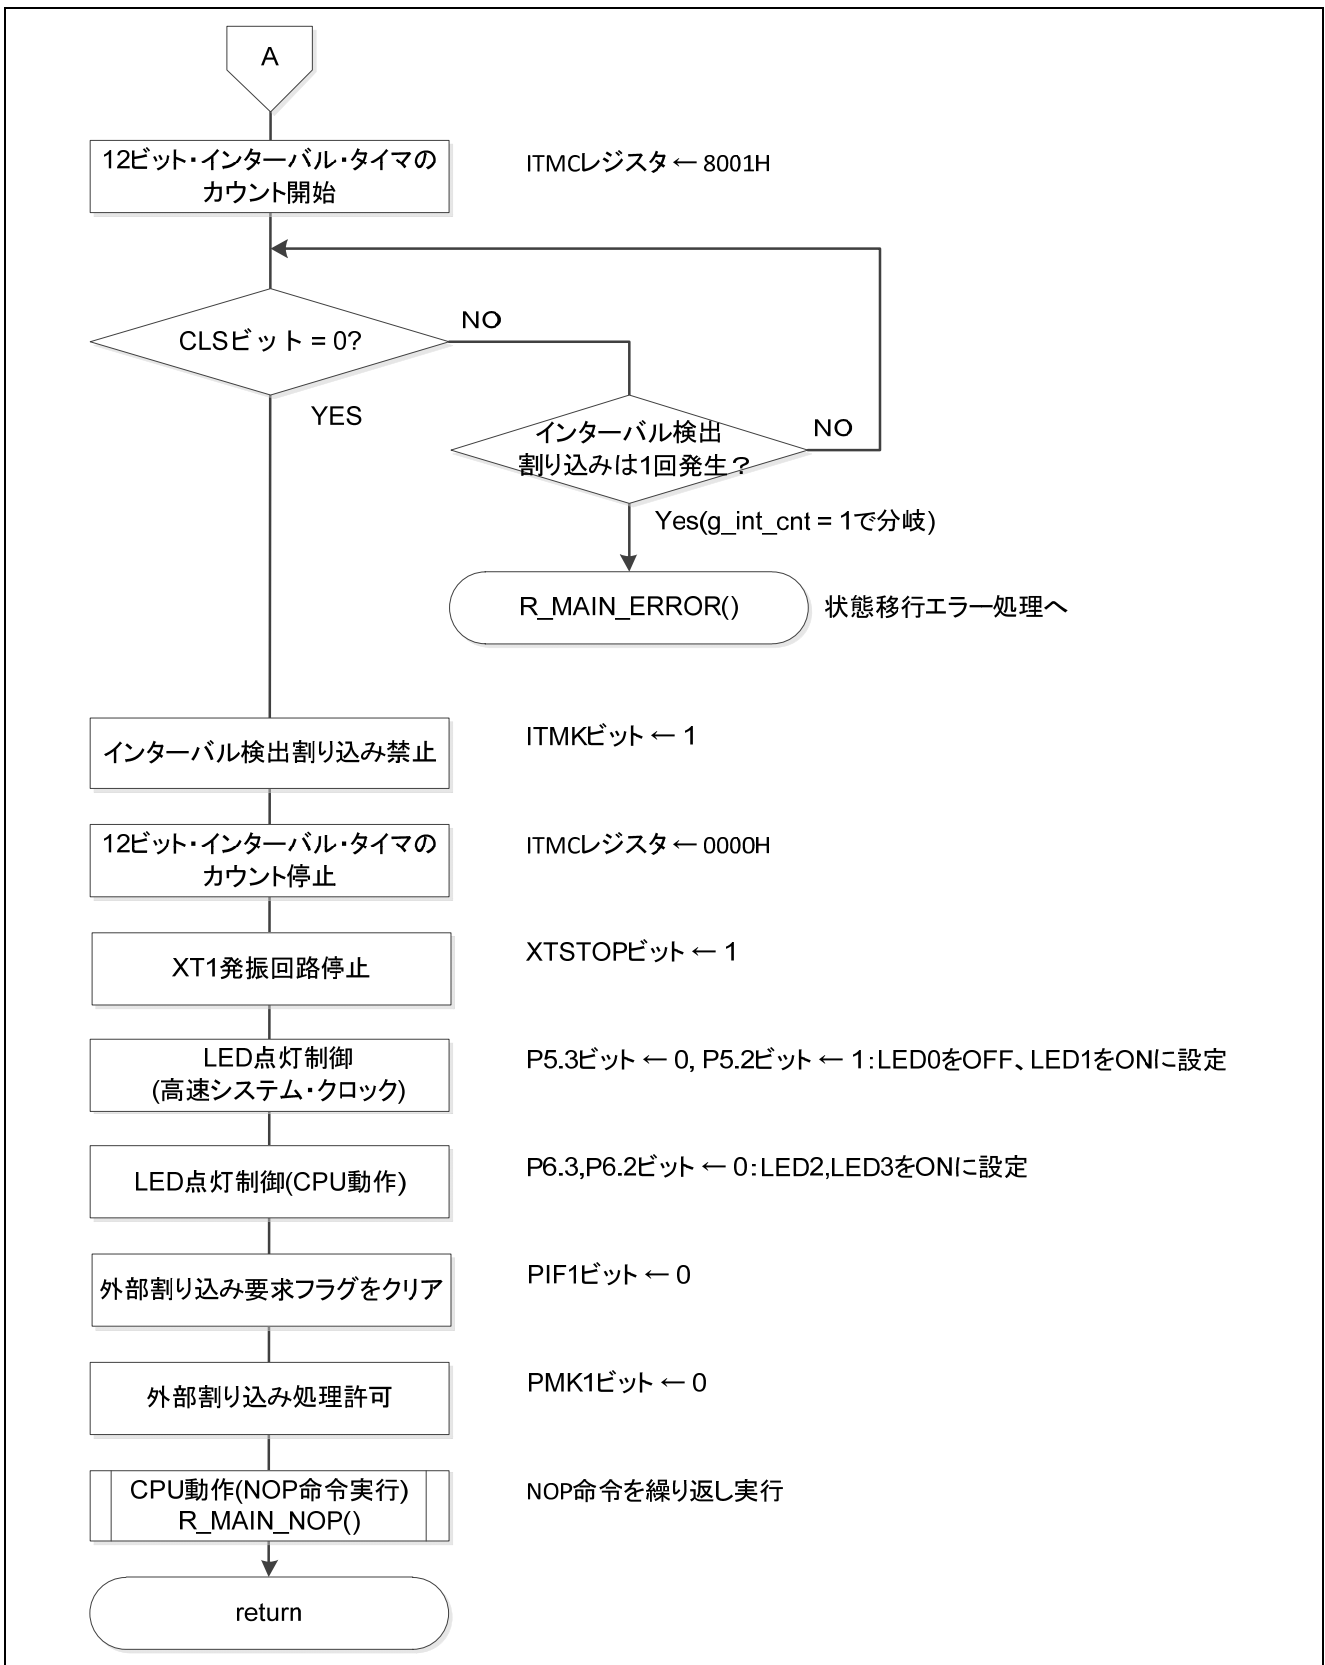 A
12ビット・インターバル・タイマの
カウント開始
ITMCレジスタ ← 8001H
CLSビット = 0?
NO
YES
インターバル検出
割り込みは1回発生？
NO
Yes(g_int_cnt = 1で分岐)
R_MAIN_ERROR()
状態移行エラー処理へ
インターバル検出割り込み禁止
ITMKビット ← 1
12ビット・インターバル・タイマの
カウント停止
ITMCレジスタ ← 0000H
XT1発振回路停止
XTSTOPビット ← 1
LED点灯制御
(高速システム・クロック)
P5.3ビット ← 0, P5.2ビット ← 1：LED0をOFF、LED1をONに設定
LED点灯制御(CPU動作)
P6.3,P6.2ビット ← 0：LED2,LED3をONに設定
外部割り込み要求フラグをクリア
PIF1ビット ← 0
外部割り込み処理許可
PMK1ビット ← 0
CPU動作(NOP命令実行)
R_MAIN_NOP()
NOP命令を繰り返し実行
return